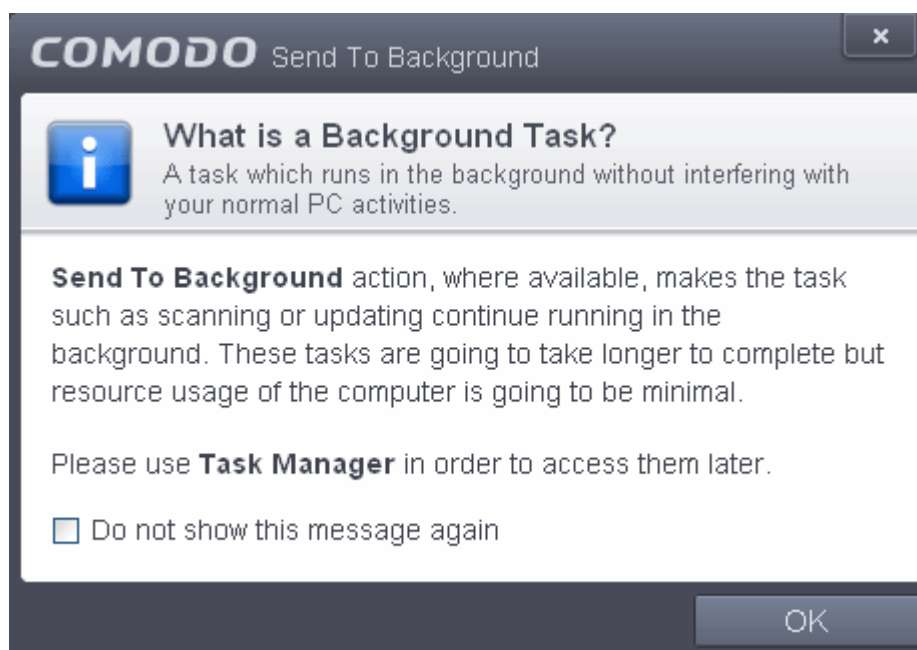 COMODO Send To Background
What is a Background Task?
A task which runs in the background without interfering with
your normal PC activities.
Send To Background action, where available, makes the task
such as scanning or updating continue running in the
background. These tasks are going to take longer to complete but
resource usage of the computer is going to be minimal.
Please use Task Manager in order to access them later.
Do not show this message again
OK